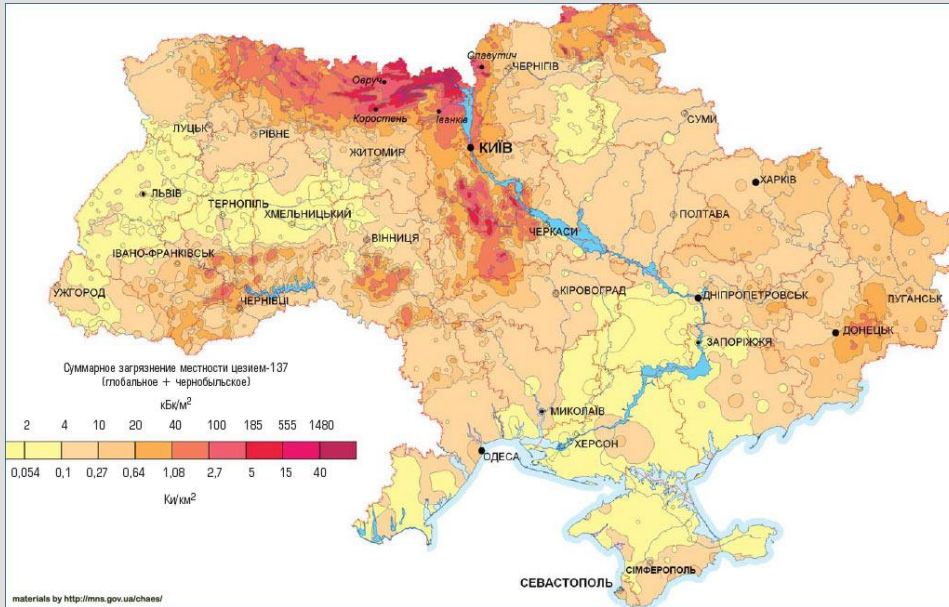 Славутич
ЧЕРНІГІВ
Овруч
Коростень
Іванків
СУМИ
ЛУЦЬК
РІВНЕ
КИЇВ
ЖИТОМИР
ХАРКІВ
ЛЬВІВ
ТЕРНОПІЛЬ
ХМЕЛЬНИЦЬКИЙ
ПОЛТАВА
ЧЕРКАСИ
ВІННИЦЯ
ІВАНО-ФРАНКІВСЬК
УЖГОРОД
ЧЕРНІВЦІ
КІРОВОГРАД
ДНІПРОПЕТРОВСЬК
ЛУГАНСЬК
ДОНЕЦЬК
ЗАПОРІЖЖЯ
Суммарное загрязнение местности цезием-137
(глобальное + чернобыльское)
кБк/м²
2 4 10 20 40 100 185 555 1480
0,054 0,1 0,27 0,64 1,08 2,7 5 15 40
Ки/км²
МИКОЛАЇВ
ХЕРСОН
ОДЕСА
СІМФЕРОПОЛЬ
СЕВАСТОПОЛЬ
materials by http://mns.gov.ua/chaes/